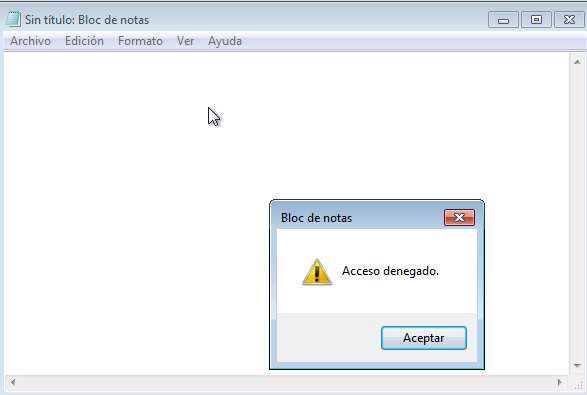 Sin título: Bloc de notas
Archivo Edición Formato Ver Ayuda
Bloc de notas
Acceso denegado.
Aceptar